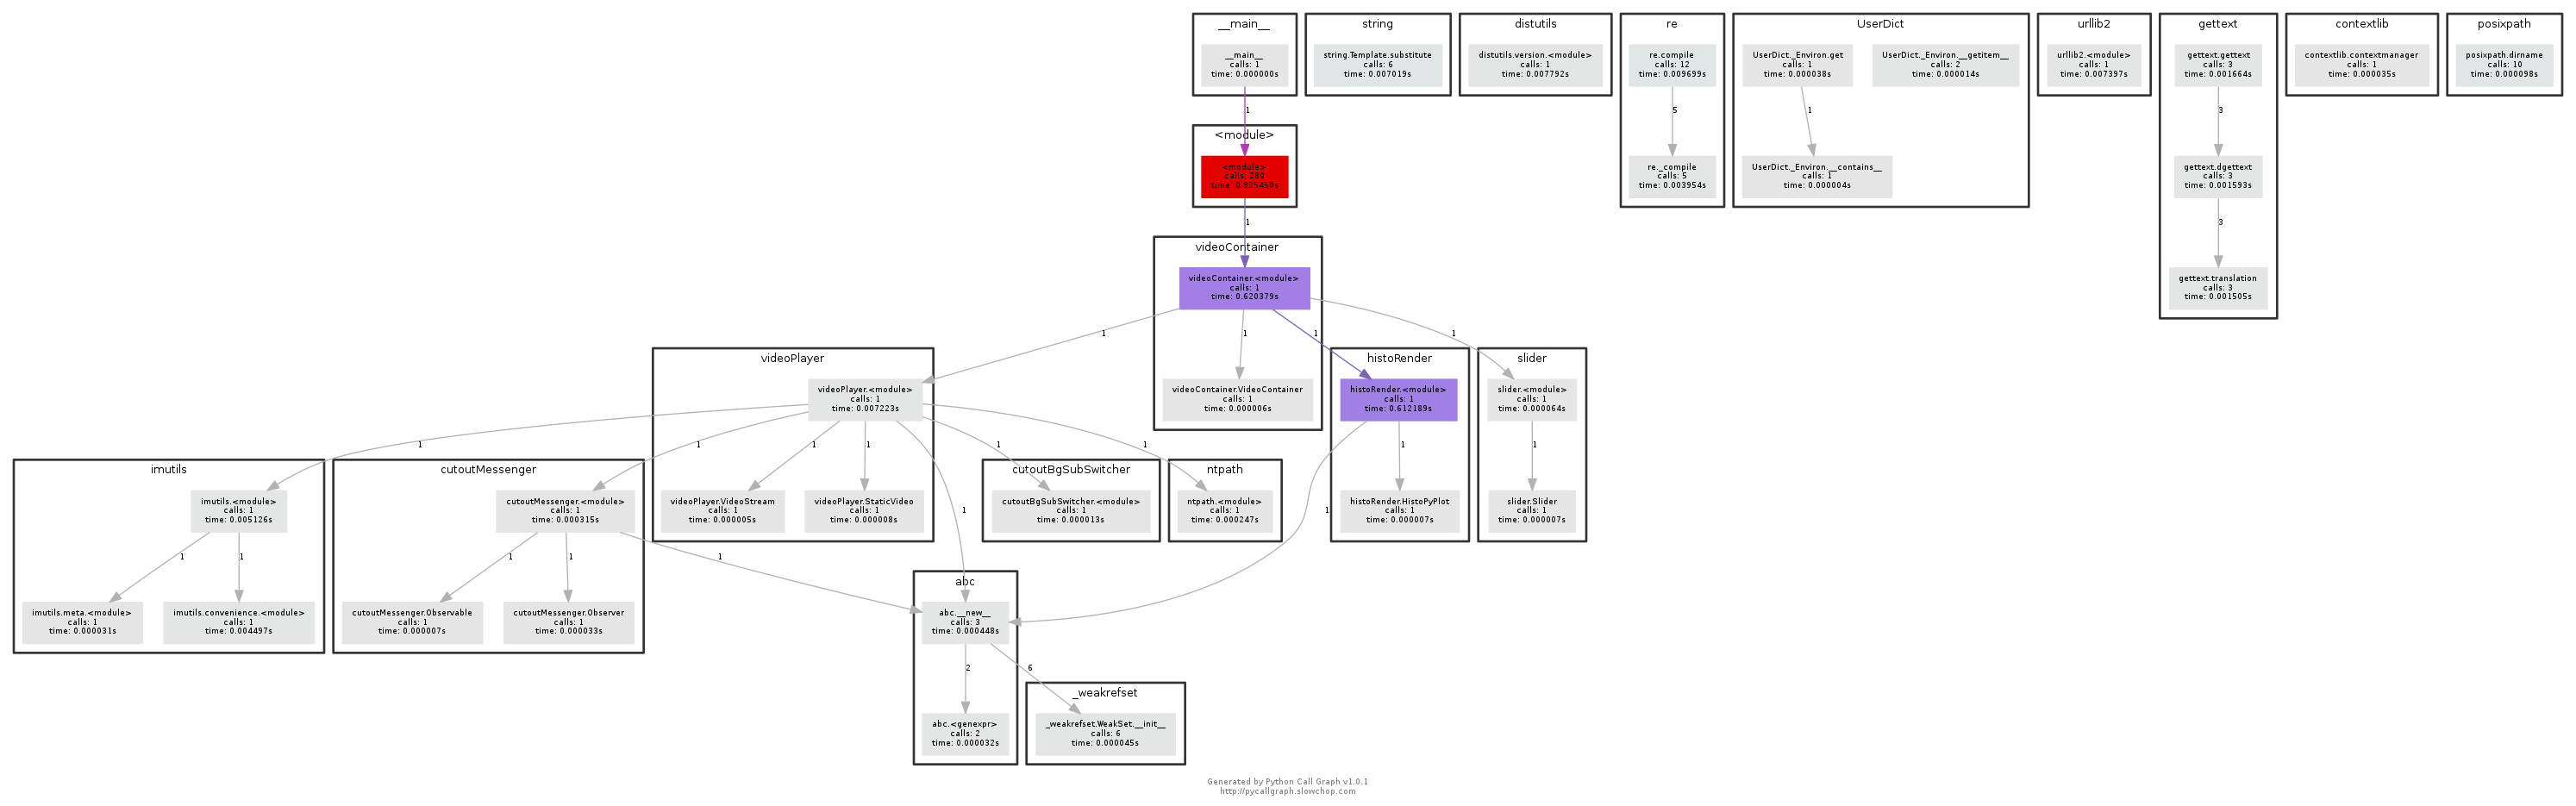 __main__
__main__
calls: 1
time: 0.000000s
string
string.Template.substitute
calls: 6
time: 0.007019s
distutils
distutils.version.<module>
calls: 1
time: 0.007792s
re
re.compile
calls: 12
time: 0.009699s
5
re._compile
calls: 5
time: 0.003954s
UserDict
UserDict._Environ.get
calls: 1
time: 0.000038s
UserDict._Environ.__getitem__
calls: 2
time: 0.000014s
1
UserDict._Environ.__contains__
calls: 1
time: 0.000004s
urllib2
urllib2.<module>
calls: 1
time: 0.007397s
gettext
gettext.gettext
calls: 3
time: 0.001664s
3
gettext.dgettext
calls: 3
time: 0.001593s
3
gettext.translation
calls: 3
time: 0.001505s
contextlib
contextlib.contextmanager
calls: 1
time: 0.000035s
posixpath
posixpath.dirname
calls: 10
time: 0.000098s
1
<module>
<module>
calls: 280
time: 0.925450s
1
videoContainer
videoContainer.<module>
calls: 1
time: 0.620379s
1
1
1
1
videoContainer.VideoContainer
calls: 1
time: 0.000006s
videoPlayer
videoPlayer.<module>
calls: 1
time: 0.007223s
1
1
1
1
1
1
1
videoPlayer.VideoStream
calls: 1
time: 0.000005s
videoPlayer.StaticVideo
calls: 1
time: 0.000008s
histoRender
histoRender.<module>
calls: 1
time: 0.612189s
1
1
histoRender.HistoPyPlot
calls: 1
time: 0.000007s
slider
slider.<module>
calls: 1
time: 0.000064s
1
slider.Slider
calls: 1
time: 0.000007s
imutils
imutils.<module>
calls: 1
time: 0.005126s
1
1
imutils.meta.<module>
calls: 1
time: 0.000031s
imutils.convenience.<module>
calls: 1
time: 0.004497s
cutoutMessenger
cutoutMessenger.<module>
calls: 1
time: 0.000315s
1
1
1
cutoutMessenger.Observable
calls: 1
time: 0.000007s
cutoutMessenger.Observer
calls: 1
time: 0.000033s
cutoutBgSubSwitcher
cutoutBgSubSwitcher.<module>
calls: 1
time: 0.000013s
ntpath
ntpath.<module>
calls: 1
time: 0.000247s
abc
abc.__new__
calls: 3
time: 0.000448s
2
6
abc.<genexpr>
calls: 2
time: 0.000032s
_weakrefset
_weakrefset.WeakSet.__init__
calls: 6
time: 0.000045s
Generated by Python Call Graph v1.0.1
http://pycallgraph.slowchop.com